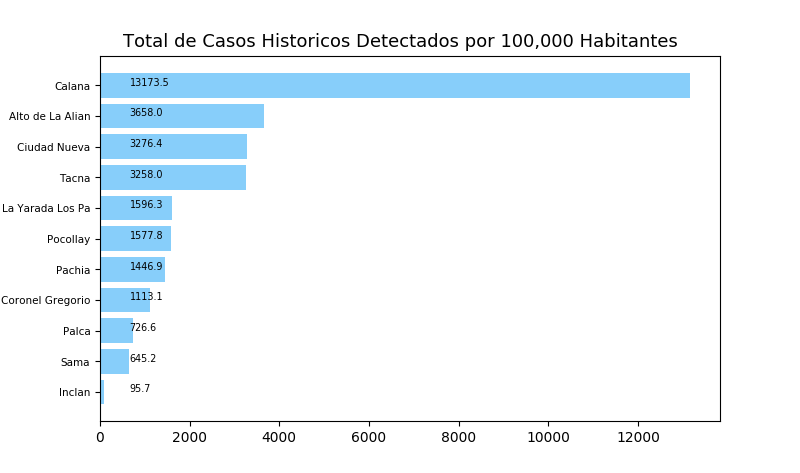 Total de Casos Historicos Detectados por 100,000 Habitantes
Calana 13173.5
Alto de La Alian 3658.0
Ciudad Nueva 3276.4
Tacna 3258.0
La Yarada Los Pa 1596.3
Pocollay 1577.8
Pachia 1446.9
Coronel Gregorio 1113.1
Palca 726.6
Sama 645.2
Inclan 95.7
0 2000 4000 6000 8000 10000 12000